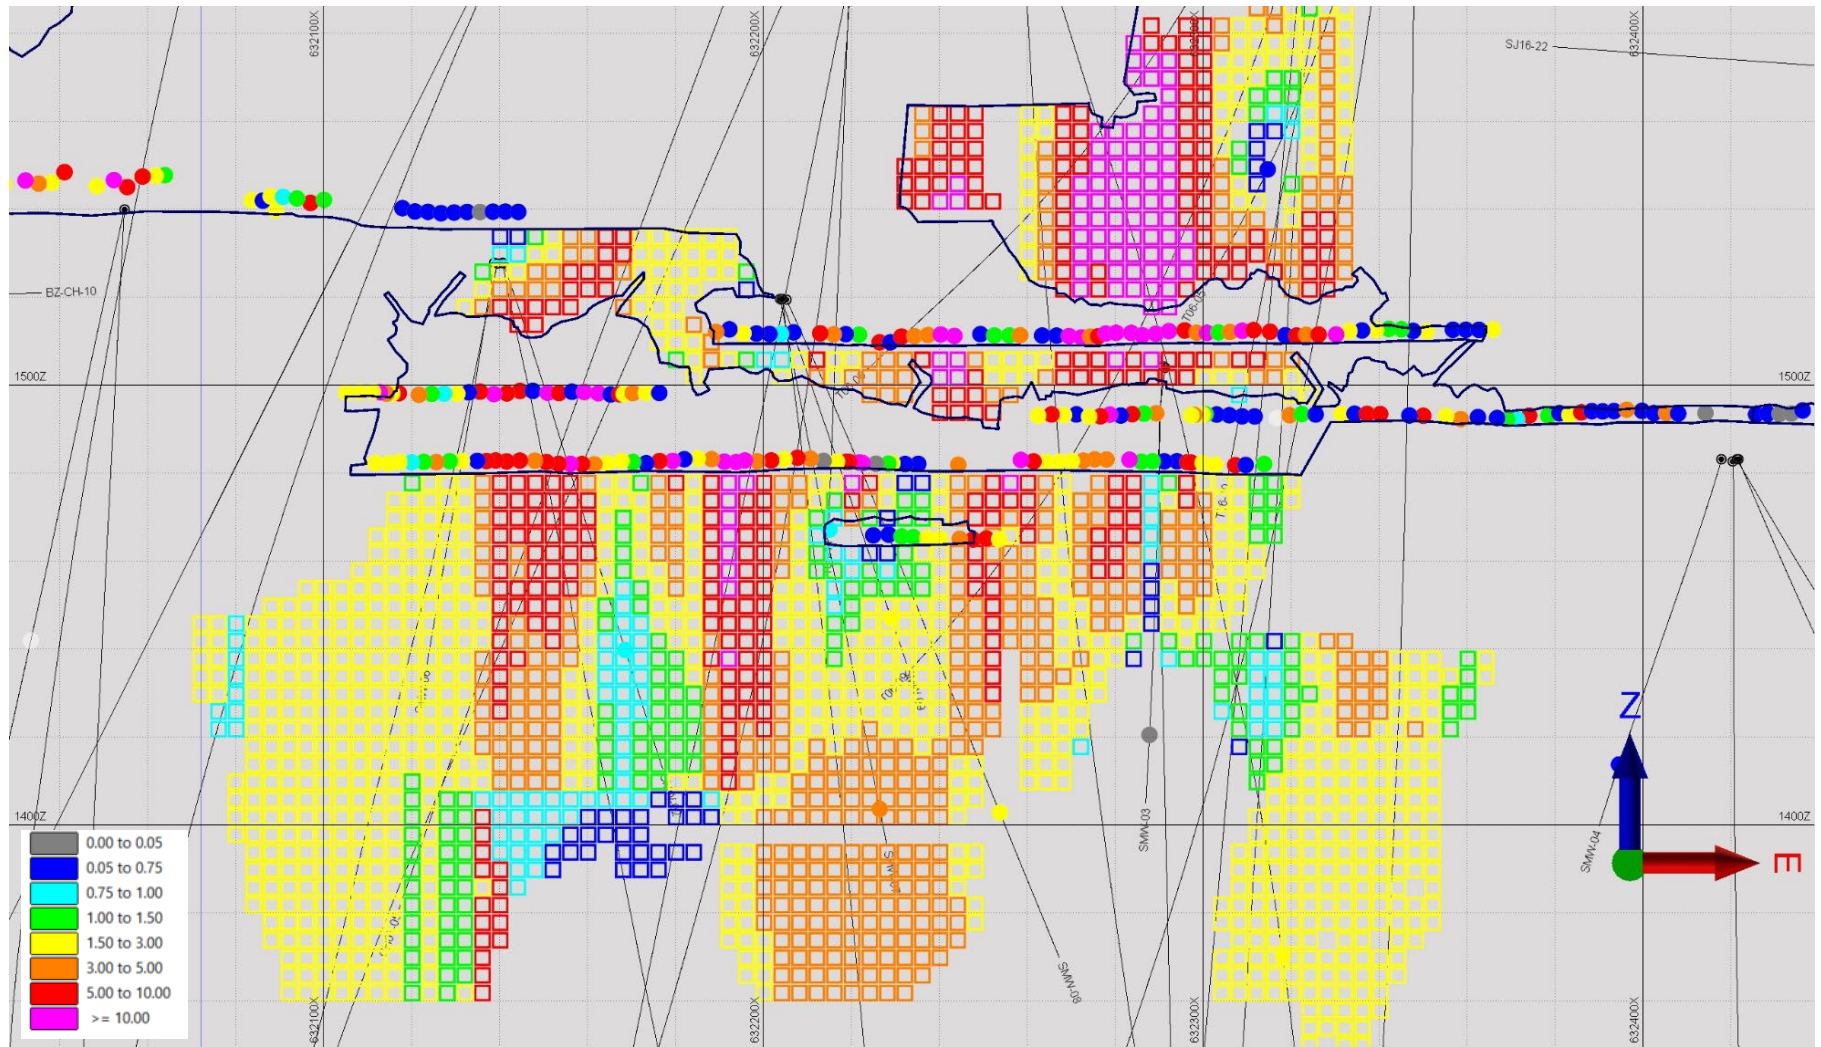 632100X
632200X
632300X
632400X
SJ16-22
BZ-CH-10
T06-05
1500Z
1500Z
Z
SMW-03
SMW-04
1400Z
1400Z
E
SMW-08
632100X
632200X
632300X
632400X
0.00 to 0.05
0.05 to 0.75
0.75 to 1.00
1.00 to 1.50
1.50 to 3.00
3.00 to 5.00
5.00 to 10.00
>= 10.00